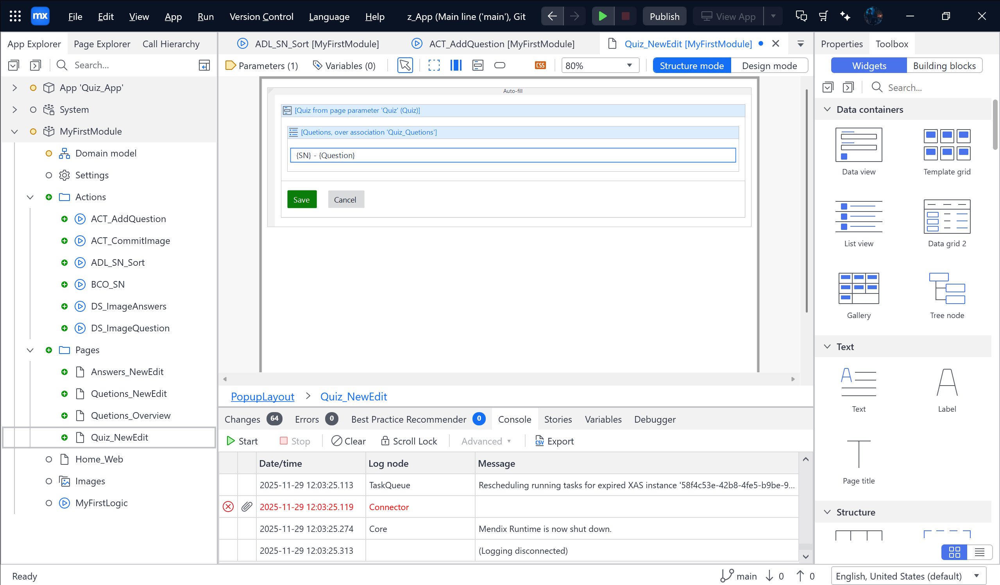 mx File Edit View App Run Version Control Language Help z_App (Main line ('main'), Git Publish View App
App Explorer Page Explorer Call Hierarchy
Search...
App 'Quiz_App'
System
MyFirstModule
Domain model
Settings
Actions
ACT_AddQuestion
ACT_CommitImage
ADL_SN_Sort
BCO_SN
DS_ImageAnswers
DS_ImageQuestion
Pages
Answers_NewEdit
Quetions_NewEdit
Quetions_Overview
Quiz_NewEdit
Home_Web
Images
MyFirstLogic
ADL_SN_Sort [MyFirstModule] ACT_AddQuestion [MyFirstModule] Quiz_NewEdit [MyFirstModule]
Parameters (1) Variables (0) CSS 80% Structure mode Design mode
Auto-fill
[Quiz from page parameter 'Quiz' (Quiz)]
[Quetions, over association 'Quiz_Quetions']
{SN} - {Question}
Save Cancel
PopupLayout > Quiz_NewEdit
Changes 64 Errors 0 Best Practice Recommender 0 Console Stories Variables Debugger
Start Stop Clear Scroll Lock Advanced CSV Export
Date/time Log node Message
2025-11-29 12:03:25.113 TaskQueue Rescheduling running tasks for expired XAS instance '58f4c53e-42b8-4fe5-b9be-9...
2025-11-29 12:03:25.119 Connector
2025-11-29 12:03:25.274 Core Mendix Runtime is now shut down.
2025-11-29 12:03:25.313 (Logging disconnected)
Properties Toolbox
Widgets Building blocks
Search...
Data containers
Data view Template grid
List view Data grid 2
Gallery Tree node
Text
Text Label
Page title
Structure
Ready main 0 0 English, United States (default)